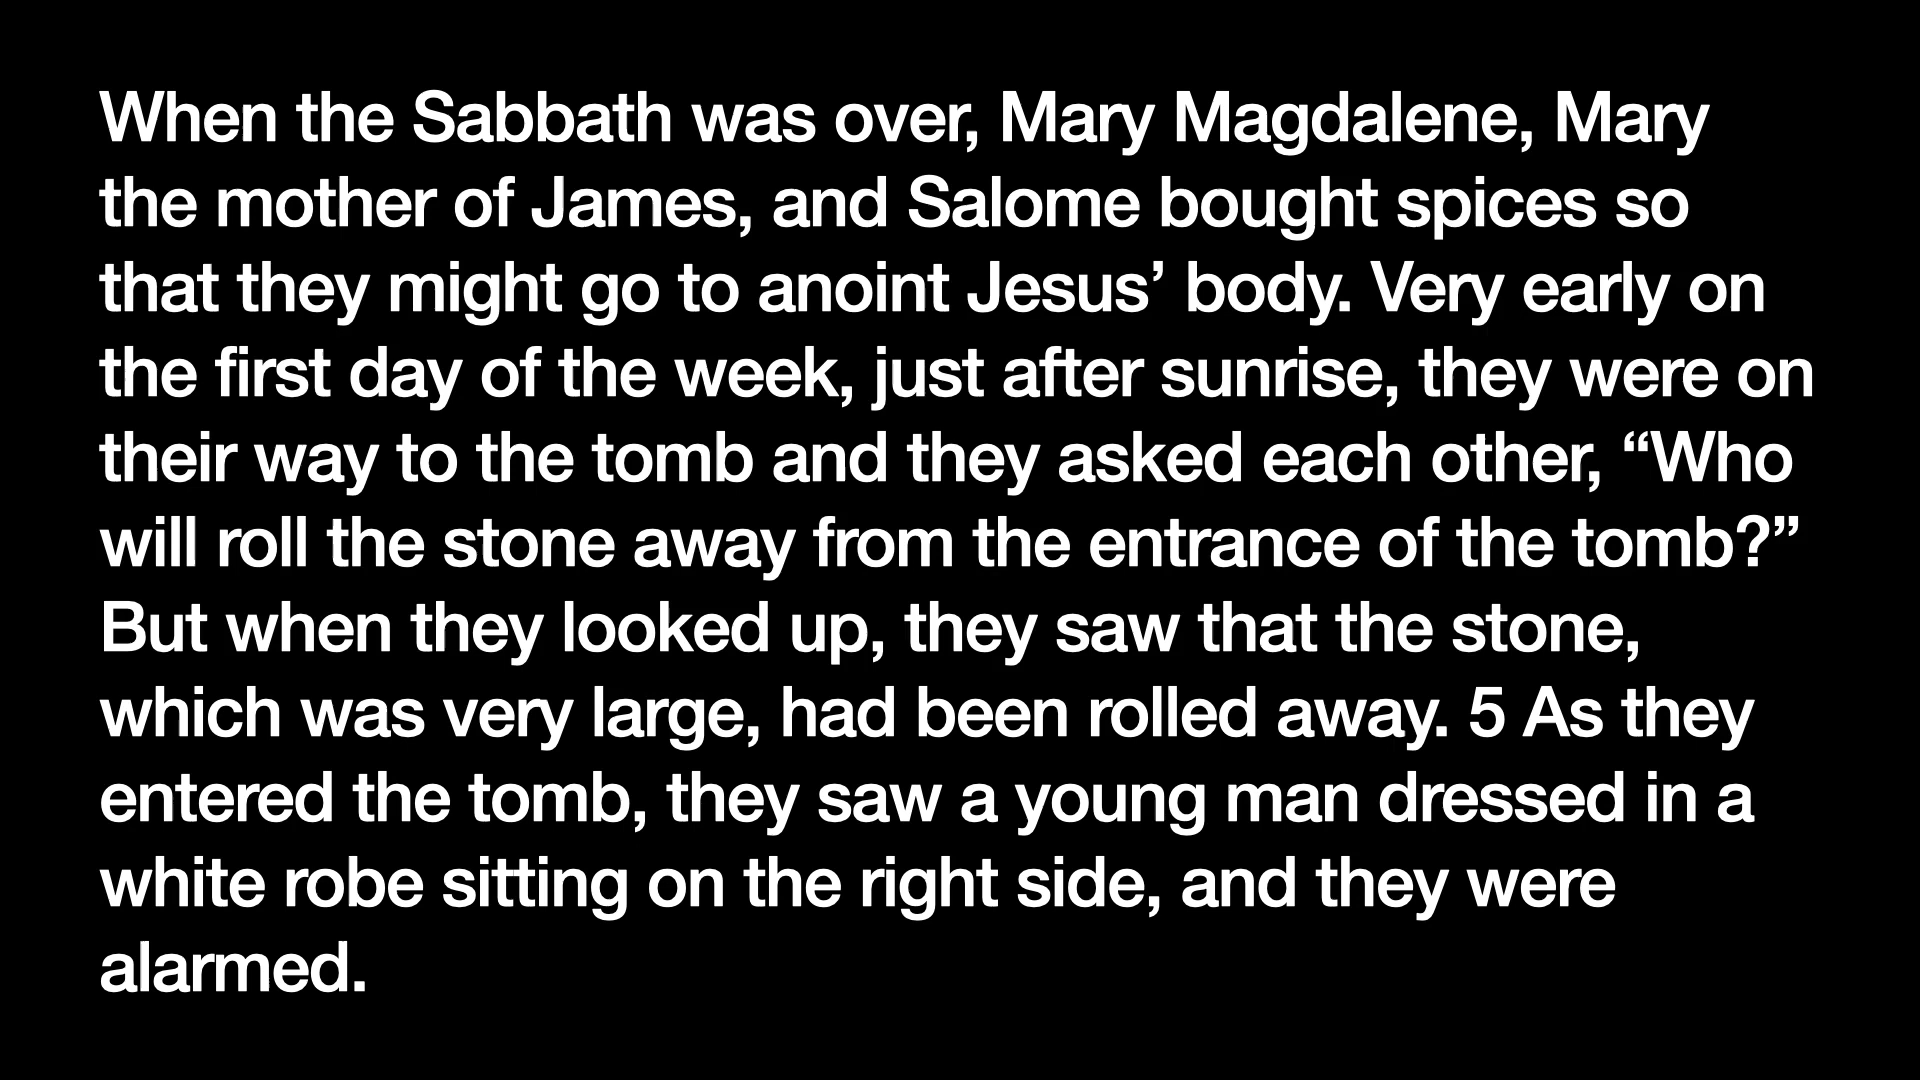 When the Sabbath was over, Mary Magdalene, Mary
the mother of James, and Salome bought spices so
that they might go to anoint Jesus’ body. Very early on
the first day of the week, just after sunrise, they were on
their way to the tomb and they asked each other, “Who
will roll the stone away from the entrance of the tomb?”
But when they looked up, they saw that the stone,
which was very large, had been rolled away. 5 As they
entered the tomb, they saw a young man dressed in a
white robe sitting on the right side, and they were
alarmed.